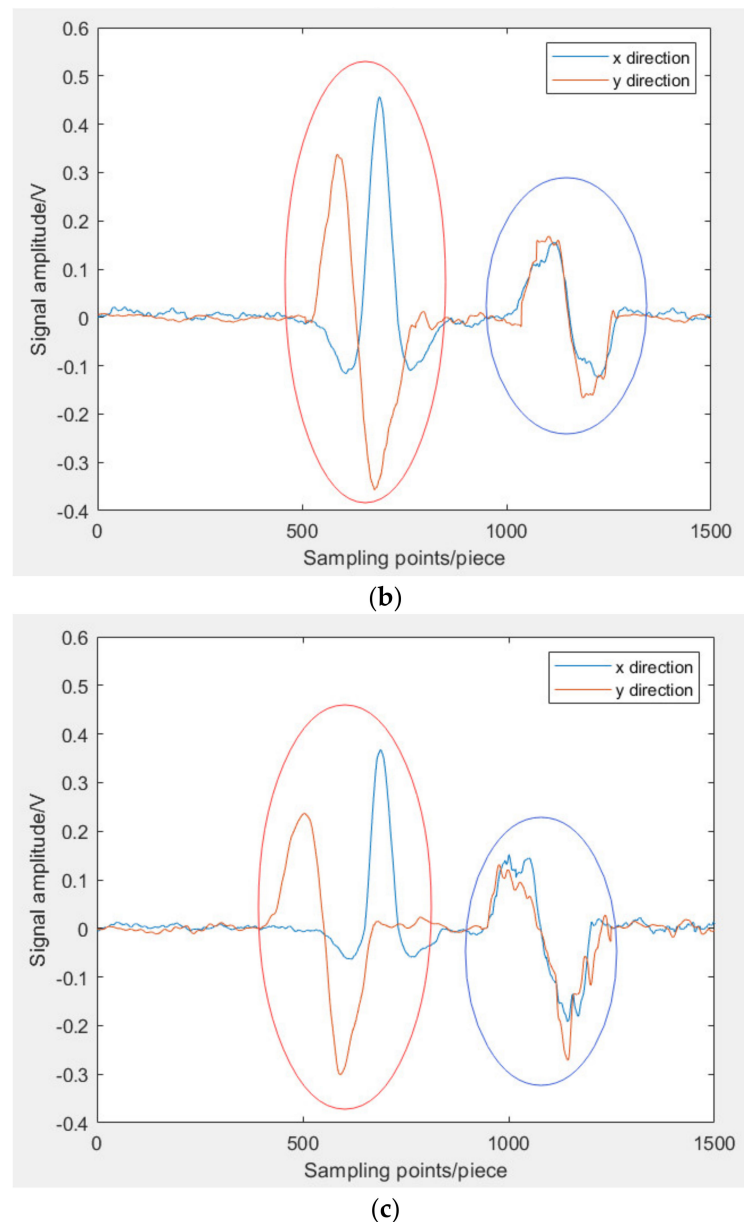 0.6
0.5
0.4
0.3
0.2
0.1
0
-0.1
-0.2
-0.3
-0.4
Signal amplitude/V
x direction
y direction
0 500 1000 1500
Sampling points/piece
(b)
0.6
0.5
0.4
0.3
0.2
0.1
0
-0.1
-0.2
-0.3
-0.4
Signal amplitude/V
x direction
y direction
0 500 1000 1500
Sampling points/piece
(c)